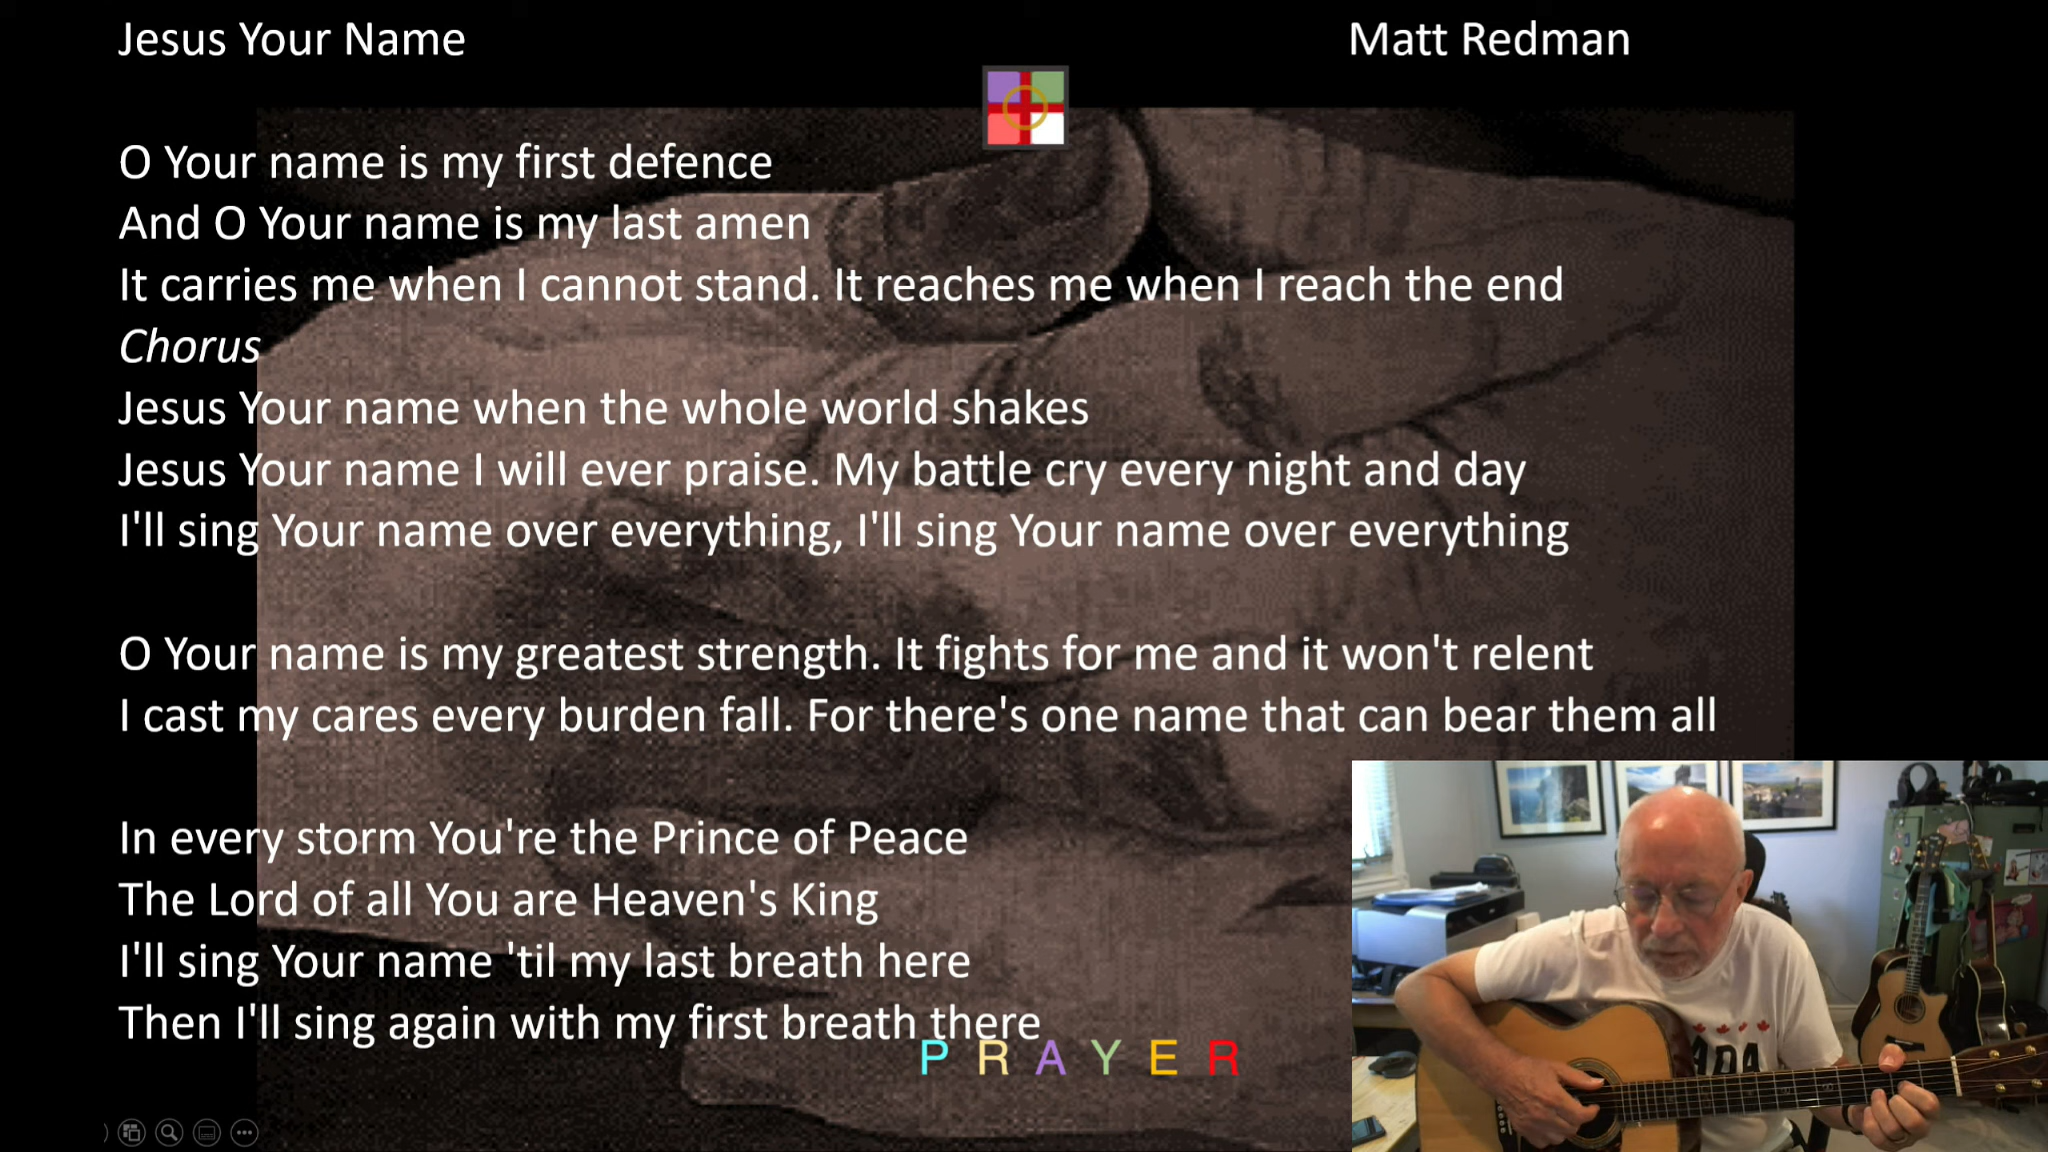 Jesus Your Name
Matt Redman
O Your name is my first defence
And O Your name is my last amen
It carries me when I cannot stand. It reaches me when I reach the end
Chorus
Jesus Your name when the whole world shakes
Jesus Your name I will ever praise. My battle cry every night and day
I'll sing Your name over everything, I'll sing Your name over everything
O Your name is my greatest strength. It fights for me and it won't relent
I cast my cares every burden fall. For there's one name that can bear them all
In every storm You're the Prince of Peace
The Lord of all You are Heaven's King
I'll sing Your name 'til my last breath here
Then I'll sing again with my first breath there
PRAYER